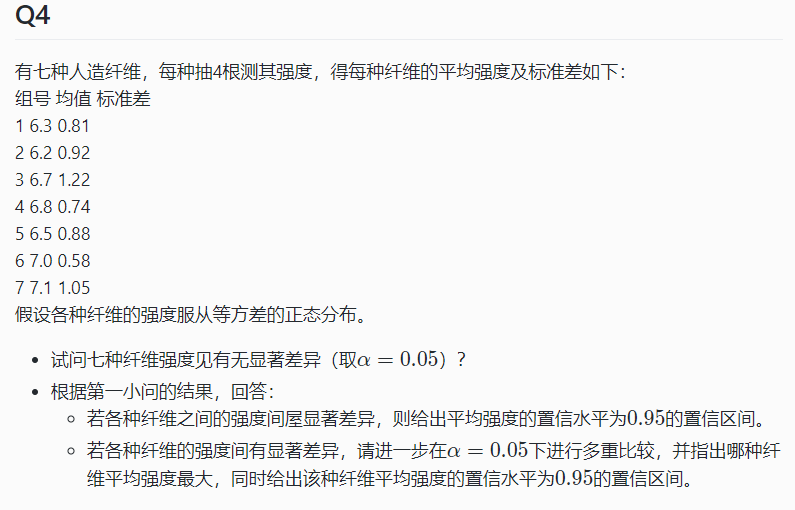 Q4
有七种人造纤维，每种抽4根测其强度，得每种纤维的平均强度及标准差如下：
组号 均值 标准差
1 6.3 0.81
2 6.2 0.92
3 6.7 1.22
4 6.8 0.74
5 6.5 0.88
6 7.0 0.58
7 7.1 1.05
假设各种纤维的强度服从等方差的正态分布。
• 试问七种纤维强度见有无显著差异（取α = 0.05）？
• 根据第一小问的结果，回答：
◦ 若各种纤维之间的强度间屋显著差异，则给出平均强度的置信水平为0.95的置信区间。
◦ 若各种纤维的强度间有显著差异，请进一步在α = 0.05下进行多重比较，并指出哪种纤
维平均强度最大，同时给出该种纤维平均强度的置信水平为0.95的置信区间。